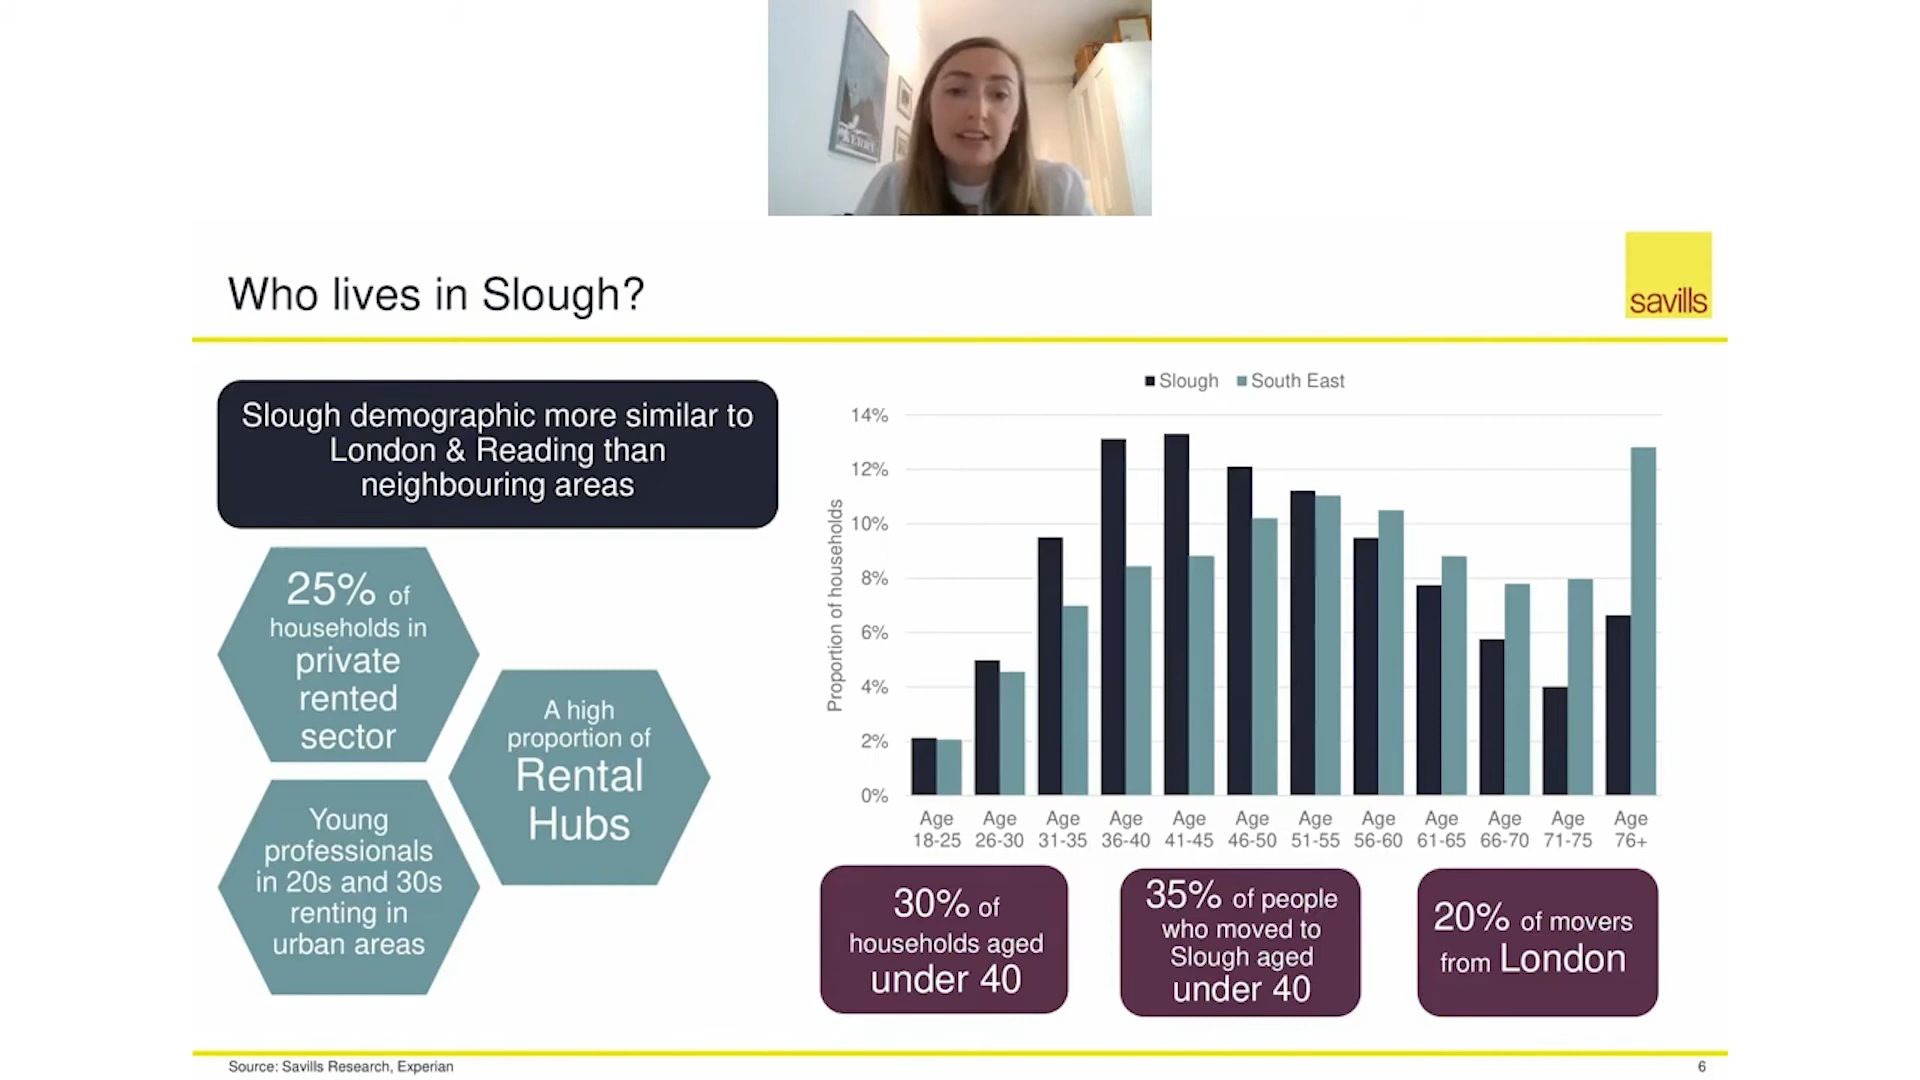 KERRY
Who lives in Slough?
savills
Slough demographic more similar to
London & Reading than
neighbouring areas
25% of
households in
private
rented
sector
A high
proportion of
Rental
Hubs
Young
professionals
in 20s and 30s
renting in
urban areas
Slough South East
Proportion of households
14%
12%
10%
8%
6%
4%
2%
0%
Age Age Age Age Age Age Age Age Age Age Age Age
18-25 26-30 31-35 36-40 41-45 46-50 51-55 56-60 61-65 66-70 71-75 76+
30% of
households aged
under 40
35% of people
who moved to
Slough aged
under 40
20% of movers
from London
Source: Savills Research, Experian
6